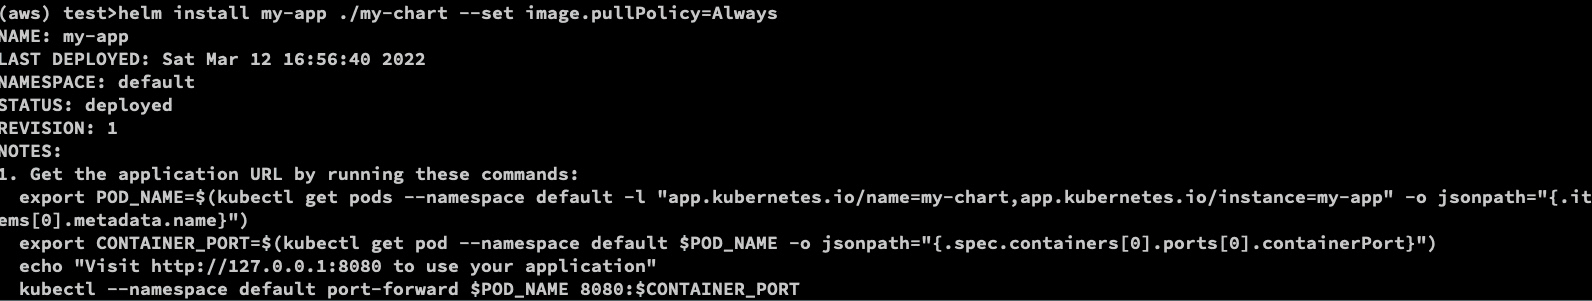 (aws) test>helm install my-app ./my-chart --set image.pullPolicy=Always
NAME: my-app
LAST DEPLOYED: Sat Mar 12 16:56:40 2022
NAMESPACE: default
STATUS: deployed
REVISION: 1
NOTES:
1. Get the application URL by running these commands:
  export POD_NAME=$(kubectl get pods --namespace default -l "app.kubernetes.io/name=my-chart,app.kubernetes.io/instance=my-app" -o jsonpath="{.it
ems[0].metadata.name}")
  export CONTAINER_PORT=$(kubectl get pod --namespace default $POD_NAME -o jsonpath="{.spec.containers[0].ports[0].containerPort}")
  echo "Visit http://127.0.0.1:8080 to use your application"
  kubectl --namespace default port-forward $POD_NAME 8080:$CONTAINER_PORT